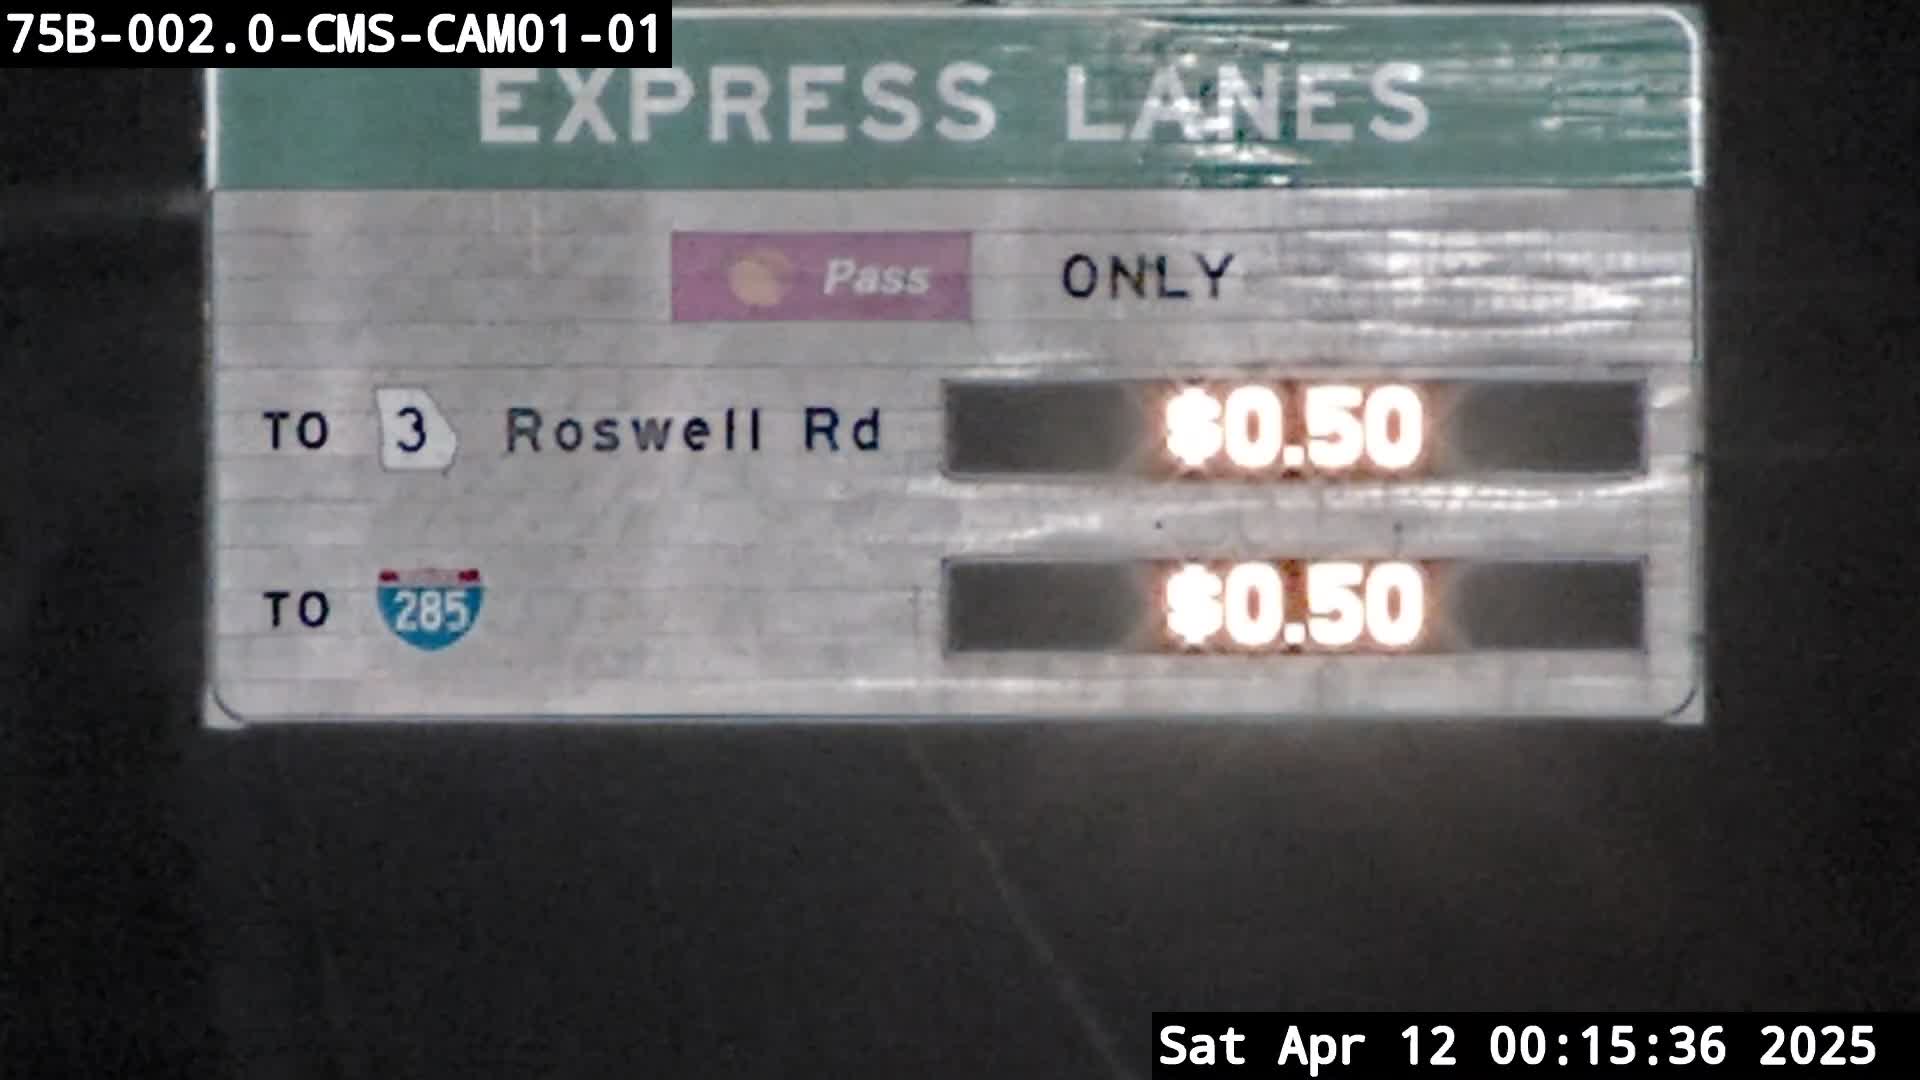 75B-002.0-CMS-CAM01-01
EXPRESS LANES
Pass ONLY
TO 3 Roswell Rd $0.50
TO 285 $0.50
Sat Apr 12 00:15:36 2025